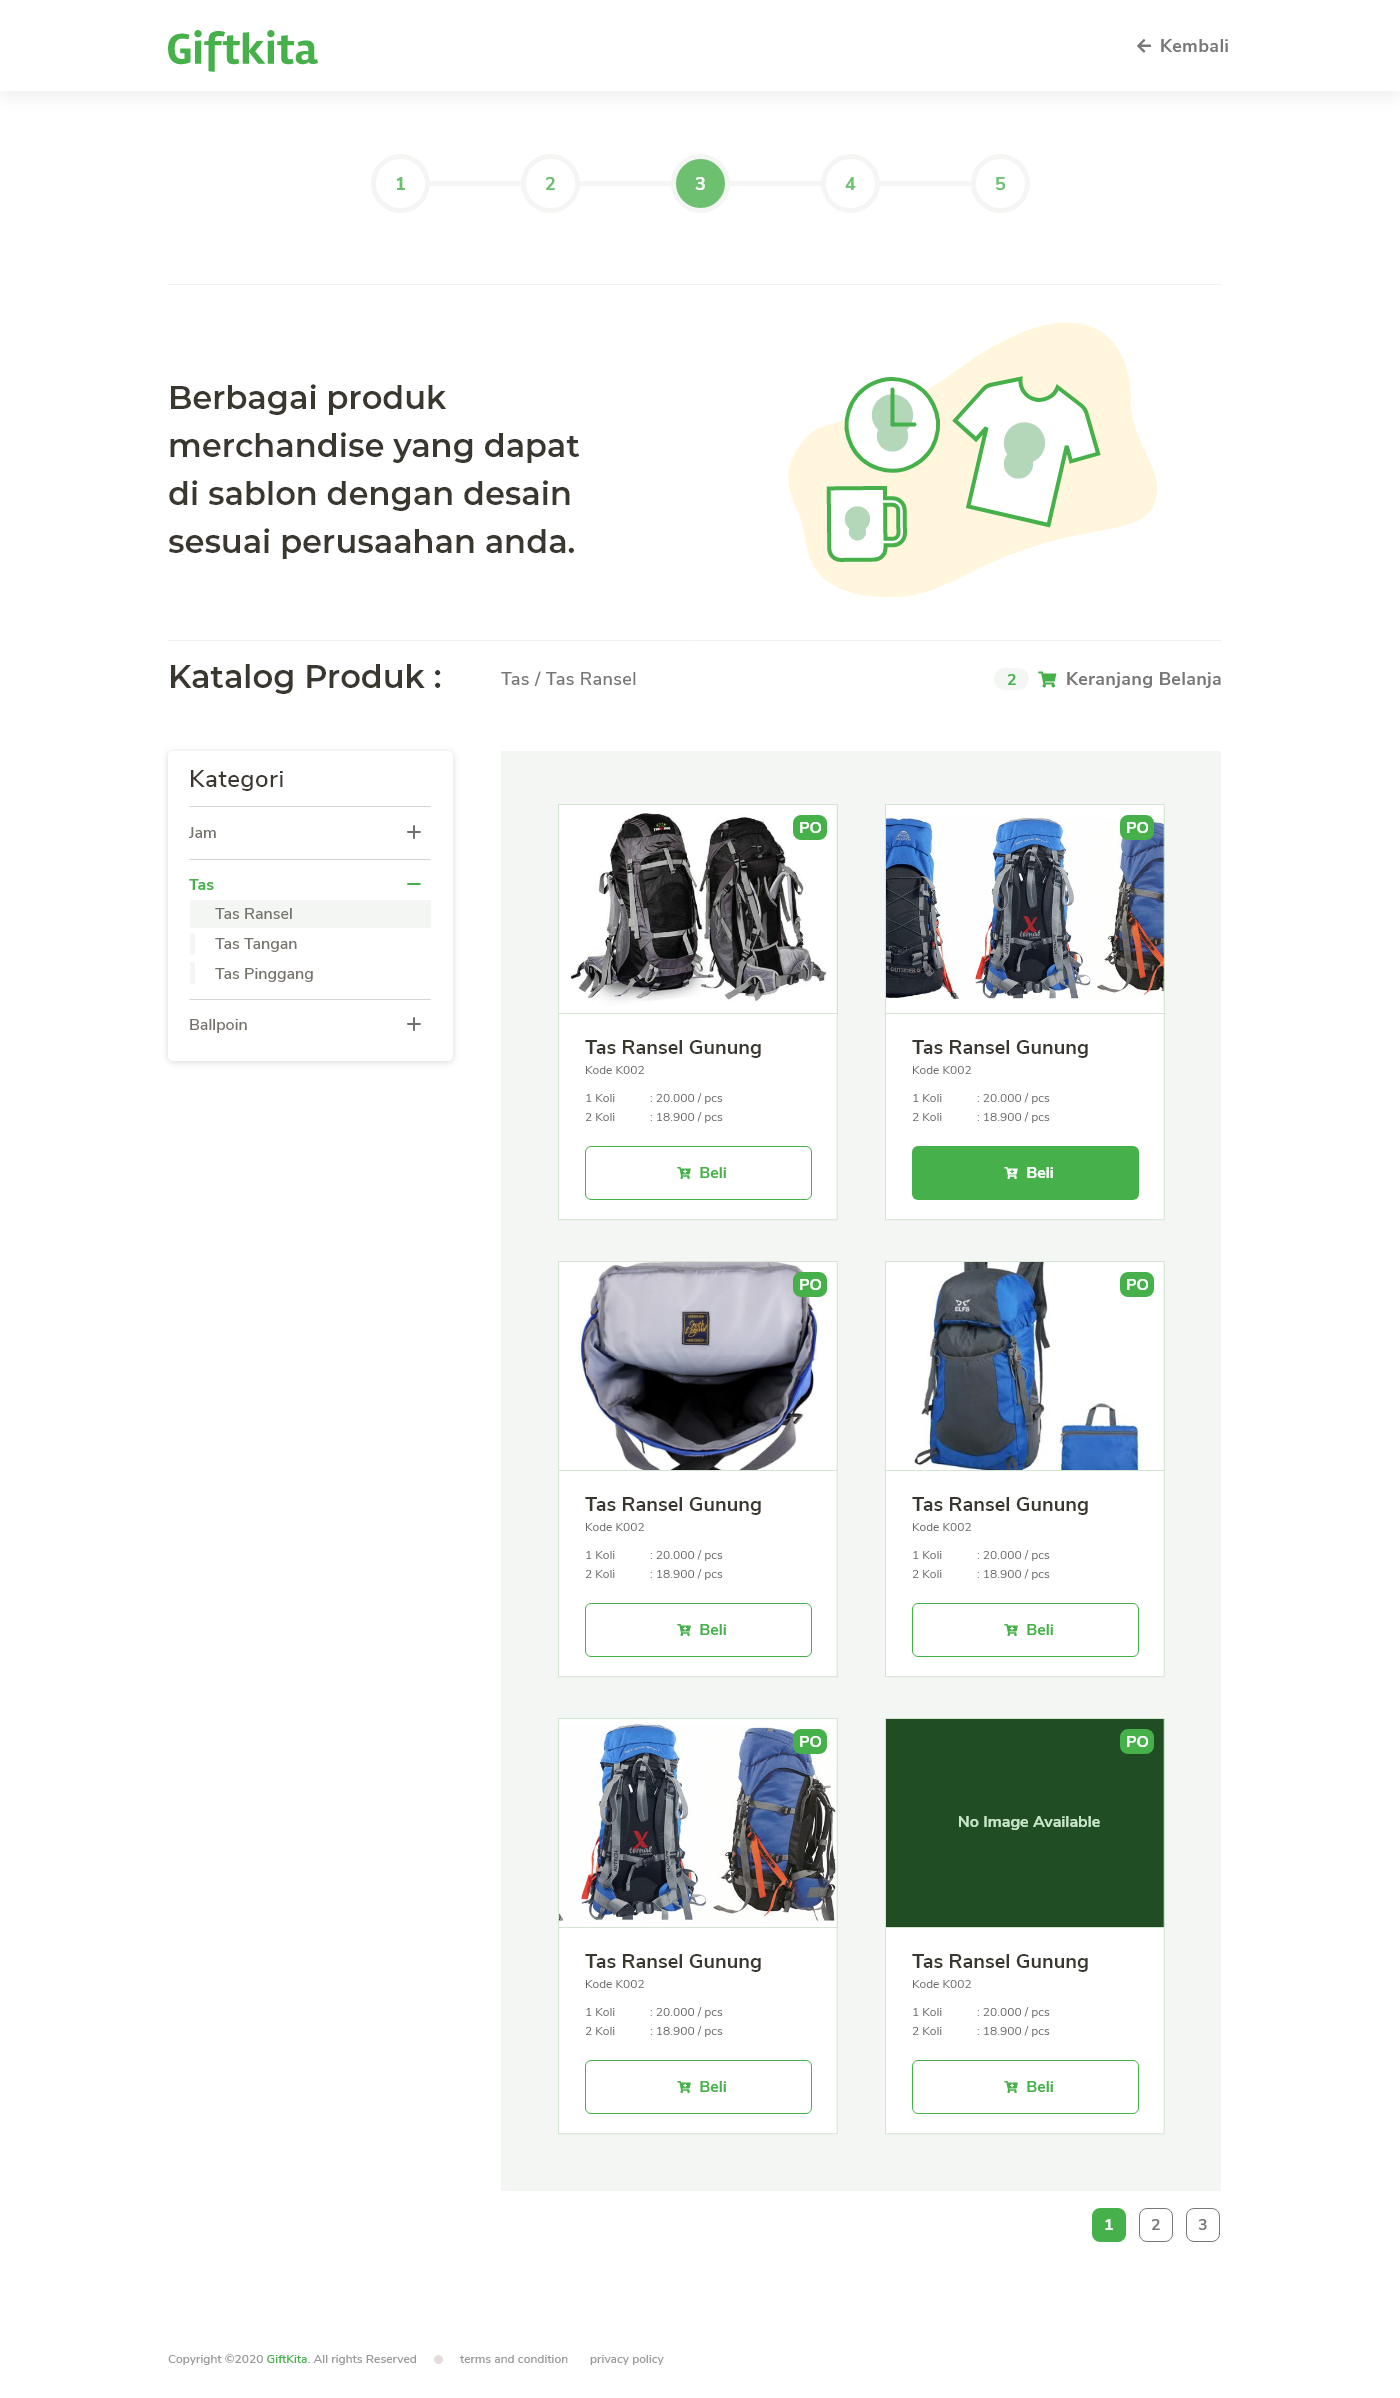 Giftkita
Kembali
1
2
3
4
5
Berbagai produk
merchandise yang dapat
di sablon dengan desain
sesuai perusaahan anda.
Katalog Produk :
Tas / Tas Ransel
2
Keranjang Belanja
Kategori
Jam
Tas
Tas Ransel
Tas Tangan
Tas Pinggang
Ballpoin
PO
Tas Ransel Gunung
Kode K002
1 Koli : 20.000 / pcs
2 Koli : 18.900 / pcs
Beli
PO
Tas Ransel Gunung
Kode K002
1 Koli : 20.000 / pcs
2 Koli : 18.900 / pcs
Beli
PO
Tas Ransel Gunung
Kode K002
1 Koli : 20.000 / pcs
2 Koli : 18.900 / pcs
Beli
PO
ELFS
Tas Ransel Gunung
Kode K002
1 Koli : 20.000 / pcs
2 Koli : 18.900 / pcs
Beli
PO
Tas Ransel Gunung
Kode K002
1 Koli : 20.000 / pcs
2 Koli : 18.900 / pcs
Beli
PO
No Image Available
Tas Ransel Gunung
Kode K002
1 Koli : 20.000 / pcs
2 Koli : 18.900 / pcs
Beli
1
2
3
Copyright ©2020 GiftKita. All rights Reserved
terms and condition
privacy policy